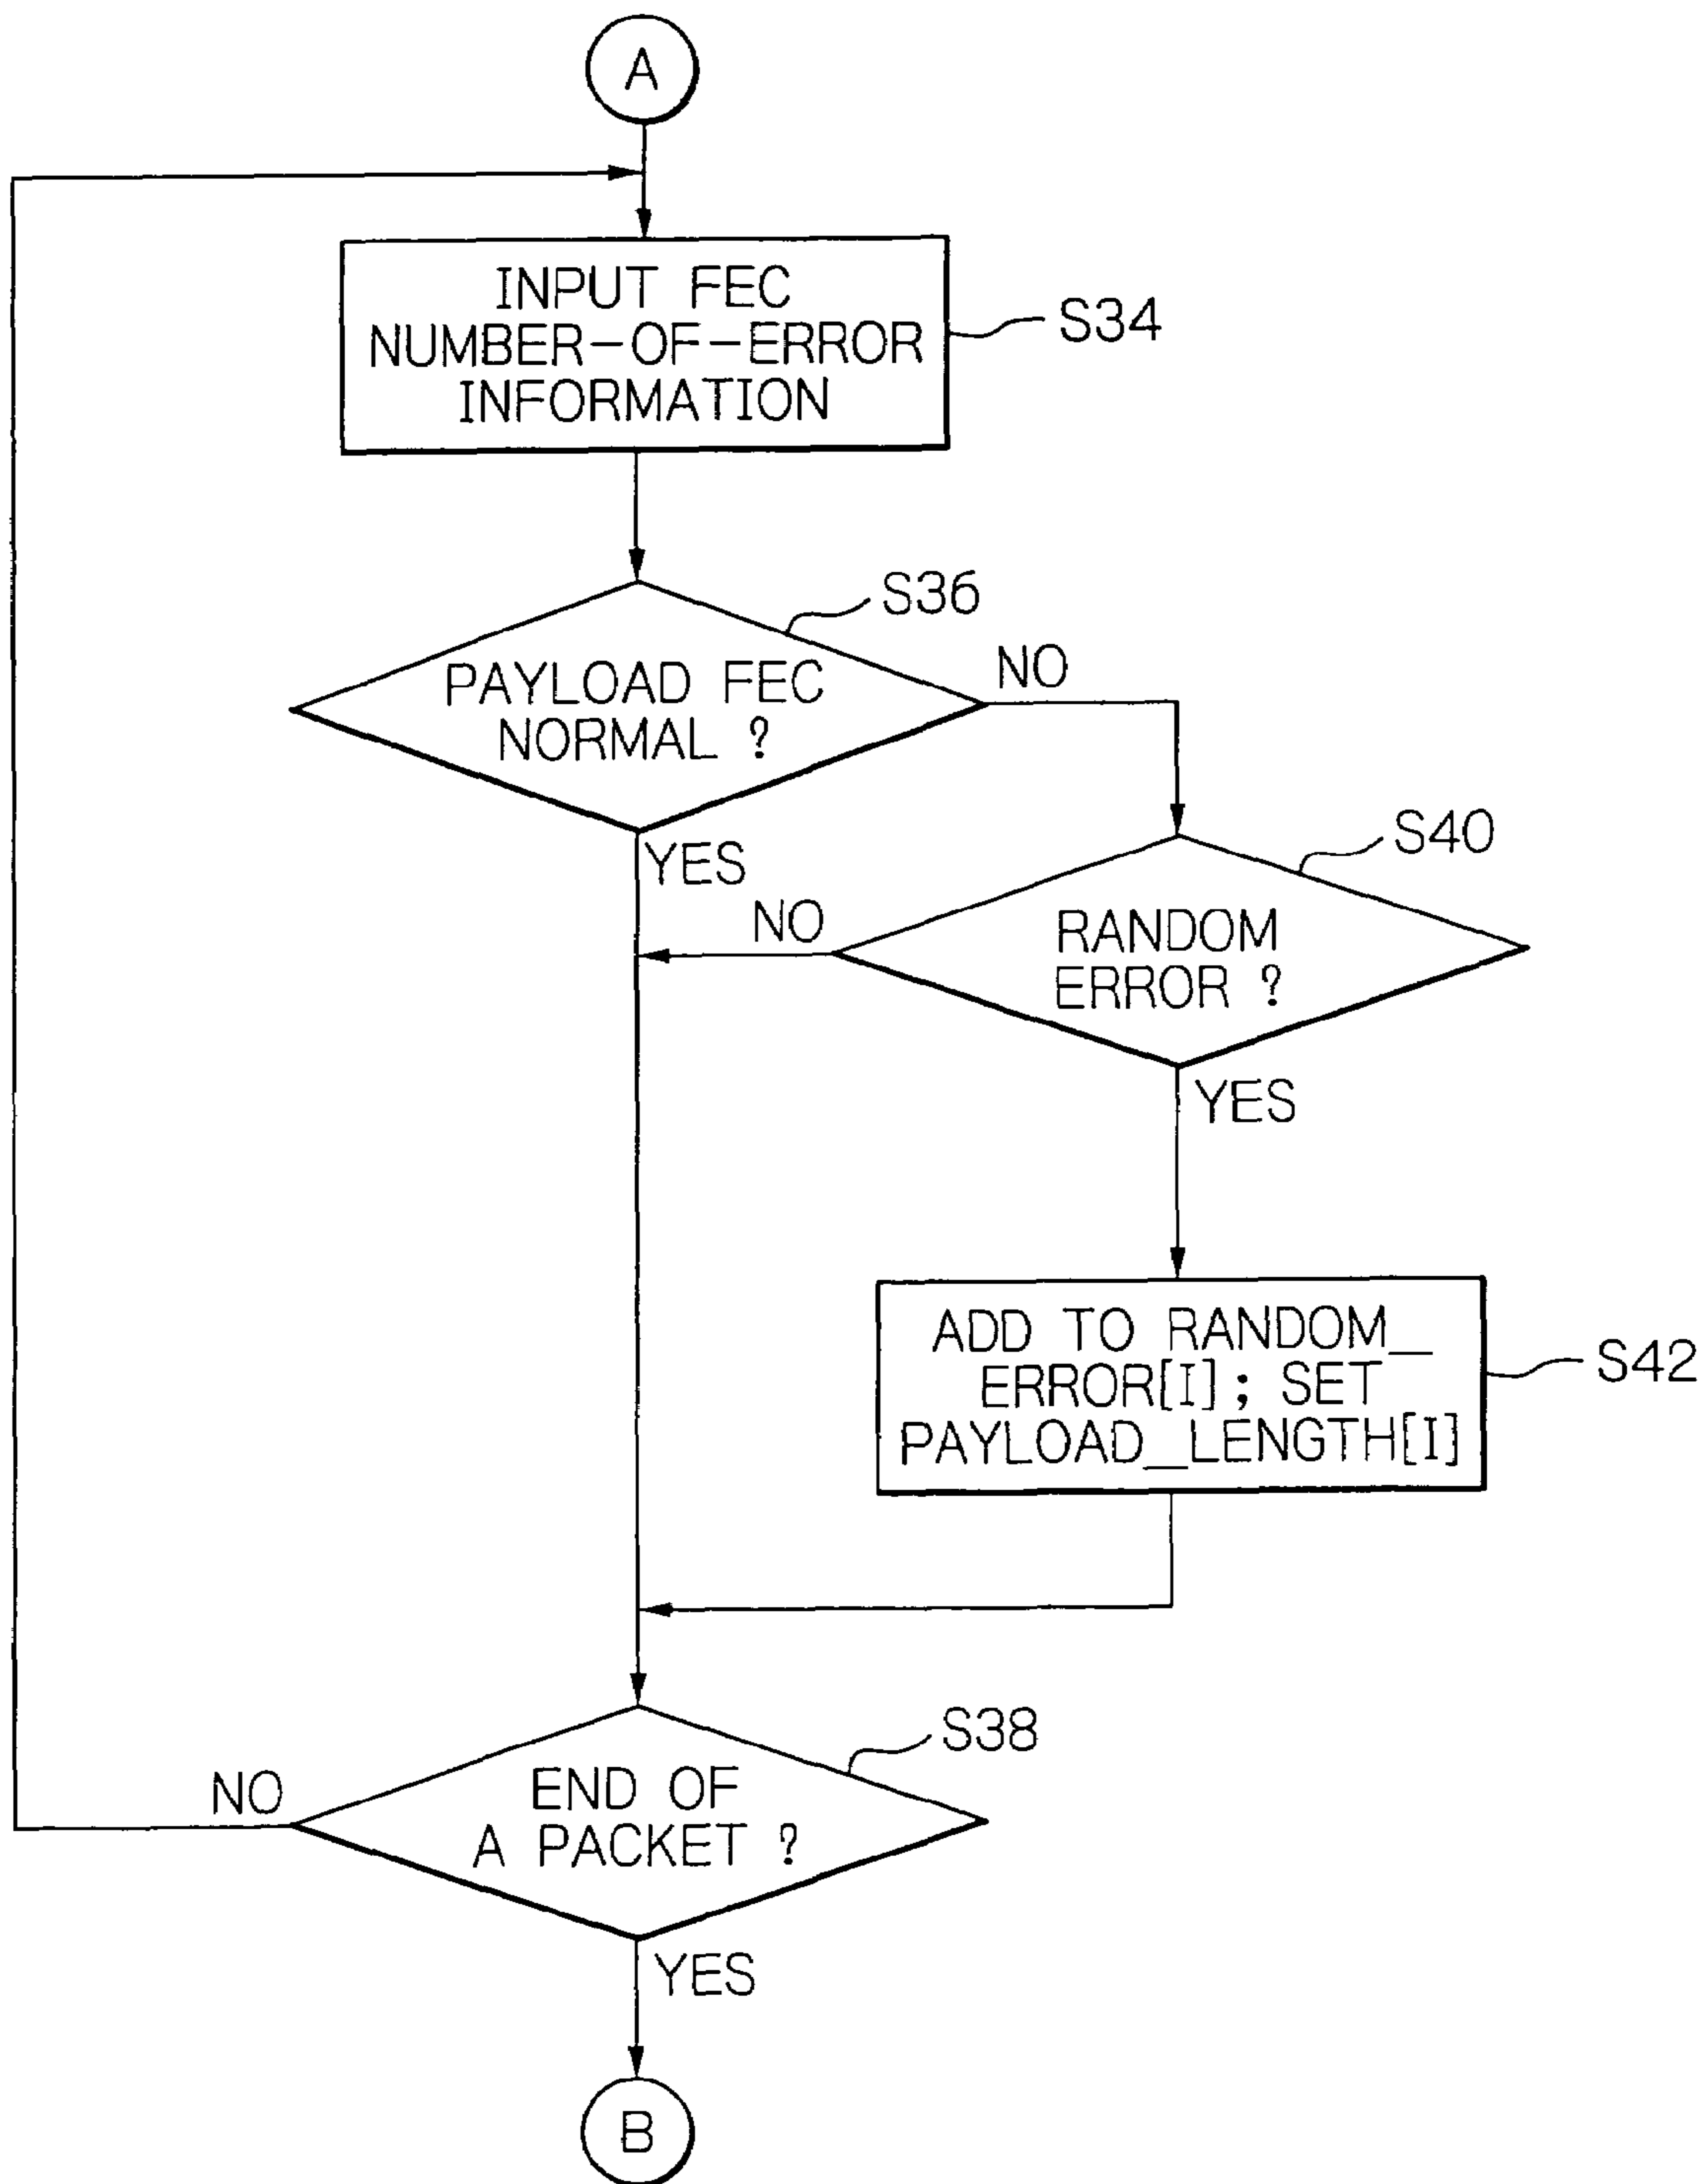 A
INPUT FEC
NUMBER-OF-ERROR
INFORMATION
S34
S36
PAYLOAD FEC
NORMAL ?
NO
YES
S40
NO
RANDOM
ERROR ?
YES
ADD TO RANDOM_
ERROR[I]; SET
PAYLOAD_LENGTH[I]
S42
S38
NO
END OF
A PACKET ?
YES
B